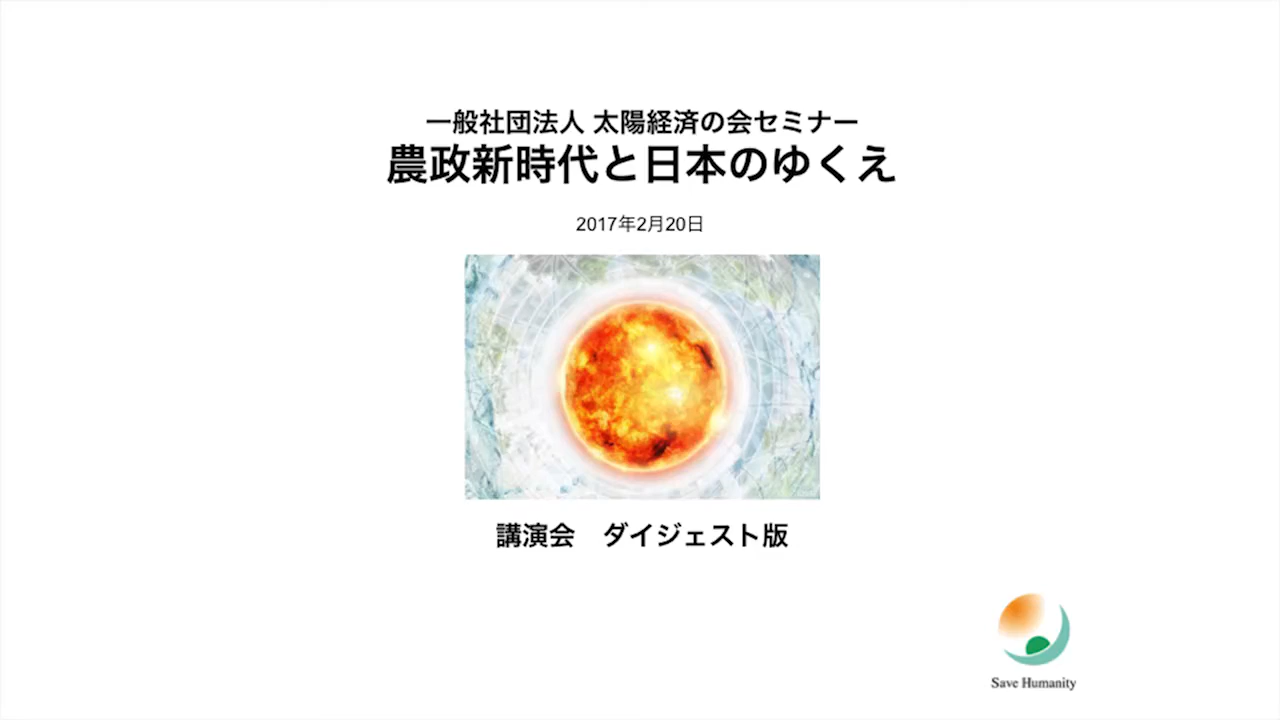 一般社団法人 太陽経済の会セミナー
農政新時代と日本のゆくえ
2017年2月20日
講演会　ダイジェスト版
Save Humanity